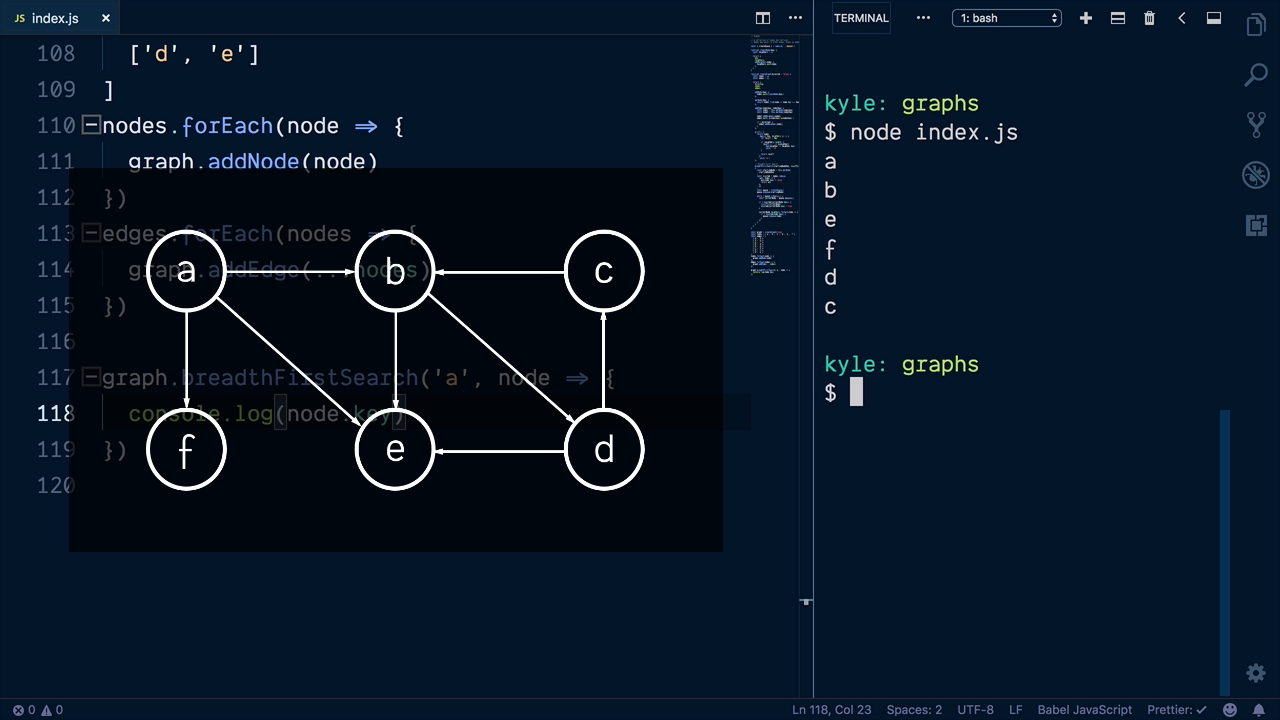 JS index.js ×
TERMINAL ··· 1: bash
108 ['d', 'e']
109 ]
110 nodes.forEach(node => {
111 graph.addNode(node)
112 })
113 edges.forEach(nodes => {
114 graph.addEdge(...nodes)
115 })
116
117 graph.breadthFirstSearch('a', node => {
118 console.log(node.key)
119 })
120
a b c
f e d
kyle: graphs
$ node index.js
a
b
e
f
d
c
kyle: graphs
$
0 0 Ln 118, Col 23 Spaces: 2 UTF-8 LF Babel JavaScript Prettier: ✓